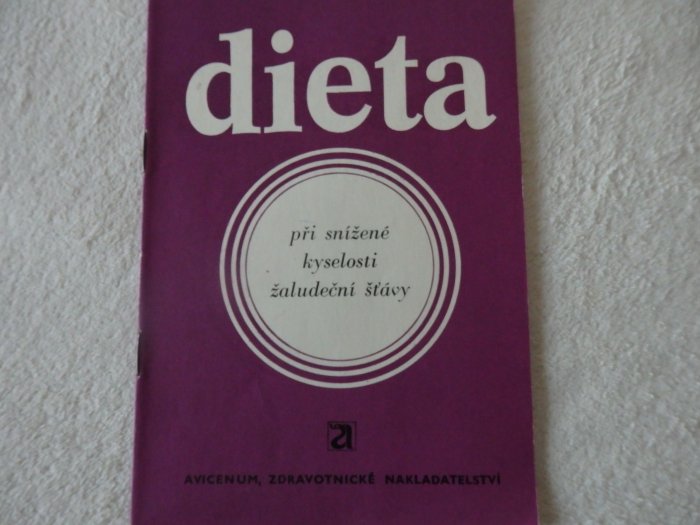 dieta
při snížené
kyselosti
žaludeční šťávy
AVICENUM, ZDRAVOTNICKÉ NAKLADATELSTVÍ